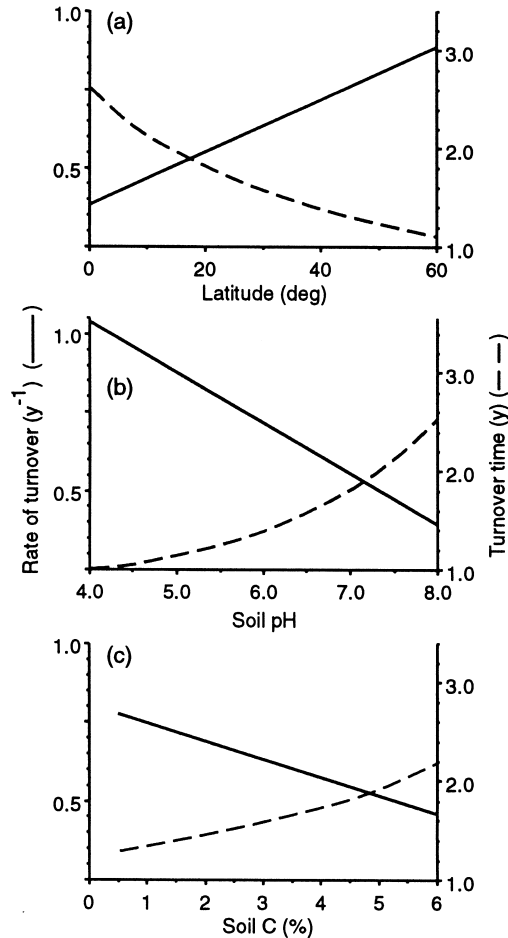 (a)
1.0
0.5
3.0
2.0
1.0
0 20 40 60
Latitude (deg)
(b)
1.0
0.5
3.0
2.0
1.0
4.0 5.0 6.0 7.0 8.0
Soil pH
Rate of turnover (y-1) (——)
Turnover time (y) (— —)
(c)
1.0
0.5
3.0
2.0
1.0
0 1 2 3 4 5 6
Soil C (%)